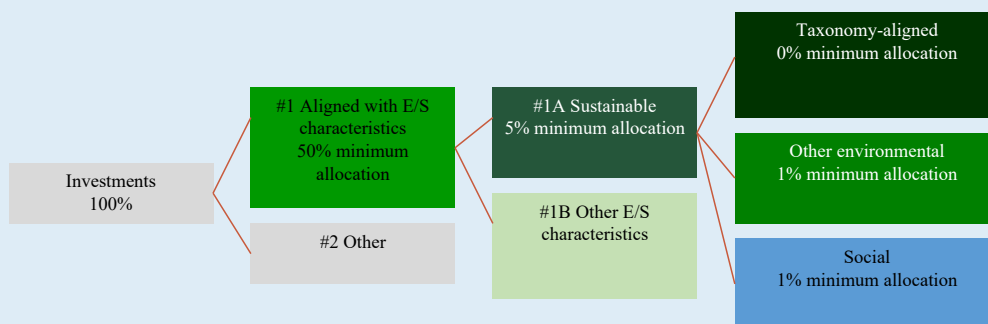 Investments
100%
#1 Aligned with E/S
characteristics
50% minimum
allocation
#2 Other
#1A Sustainable
5% minimum allocation
#1B Other E/S
characteristics
Taxonomy-aligned
0% minimum allocation
Other environmental
1% minimum allocation
Social
1% minimum allocation